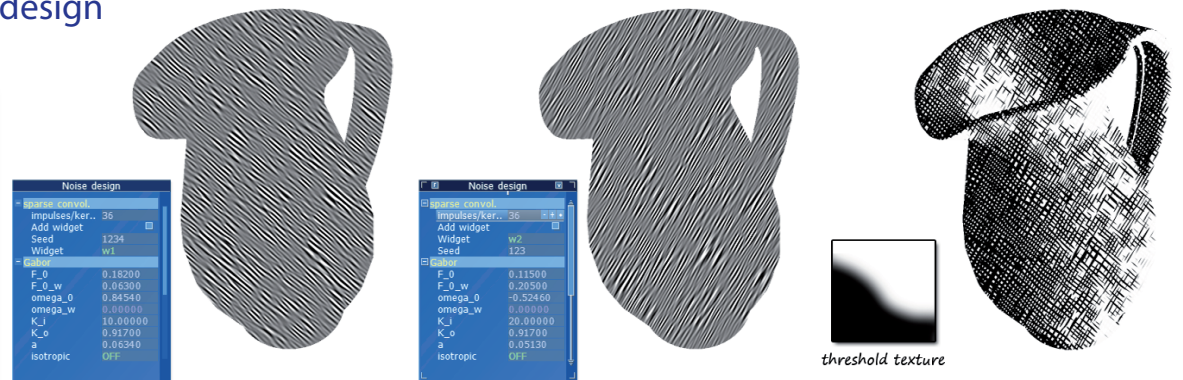 design
Noise design
sparse convol.
impulses/ker.. 36
Add widget
Seed 1234
Widget w1
Gabor
F_0 0.18200
F_0_w 0.06300
omega_0 0.84540
omega_w 0.00000
K_i 10.00000
K_o 0.91700
a 0.06340
isotropic OFF
Noise design
sparse convol.
impulses/ker.. 36
Add widget
Widget w2
Seed 123
Gabor
F_0 0.11500
F_0_w 0.20500
omega_0 -0.52460
omega_w 0.00000
K_i 20.00000
K_o 0.91700
a 0.05130
isotropic OFF
threshold texture